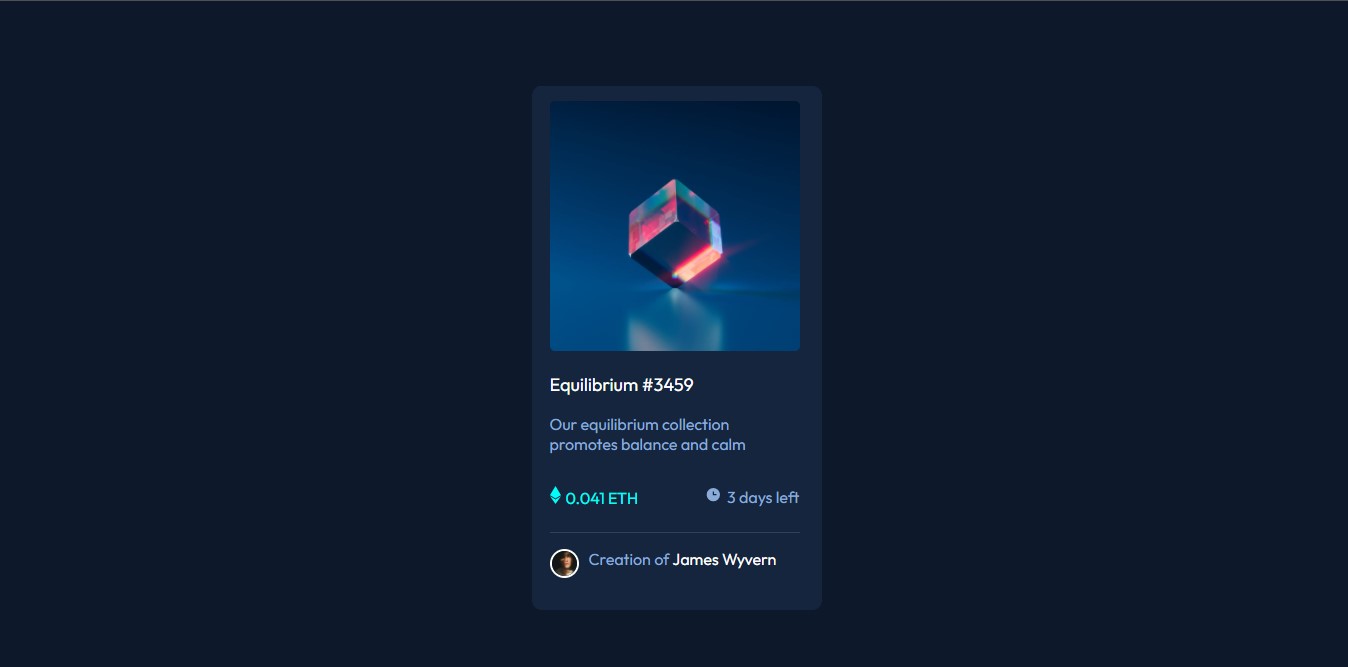 Equilibrium #3459
Our equilibrium collection
promotes balance and calm
0.041 ETH
3 days left
Creation of James Wyvern